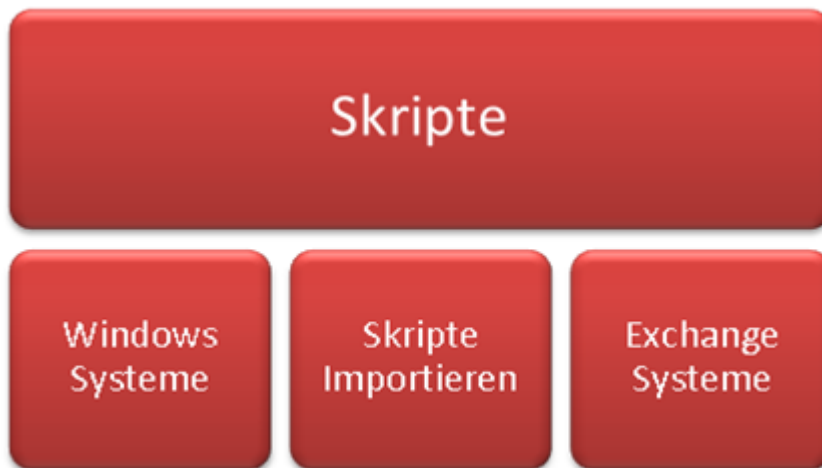 Skripte
Windows
Systeme
Skripte
Importieren
Exchange
Systeme